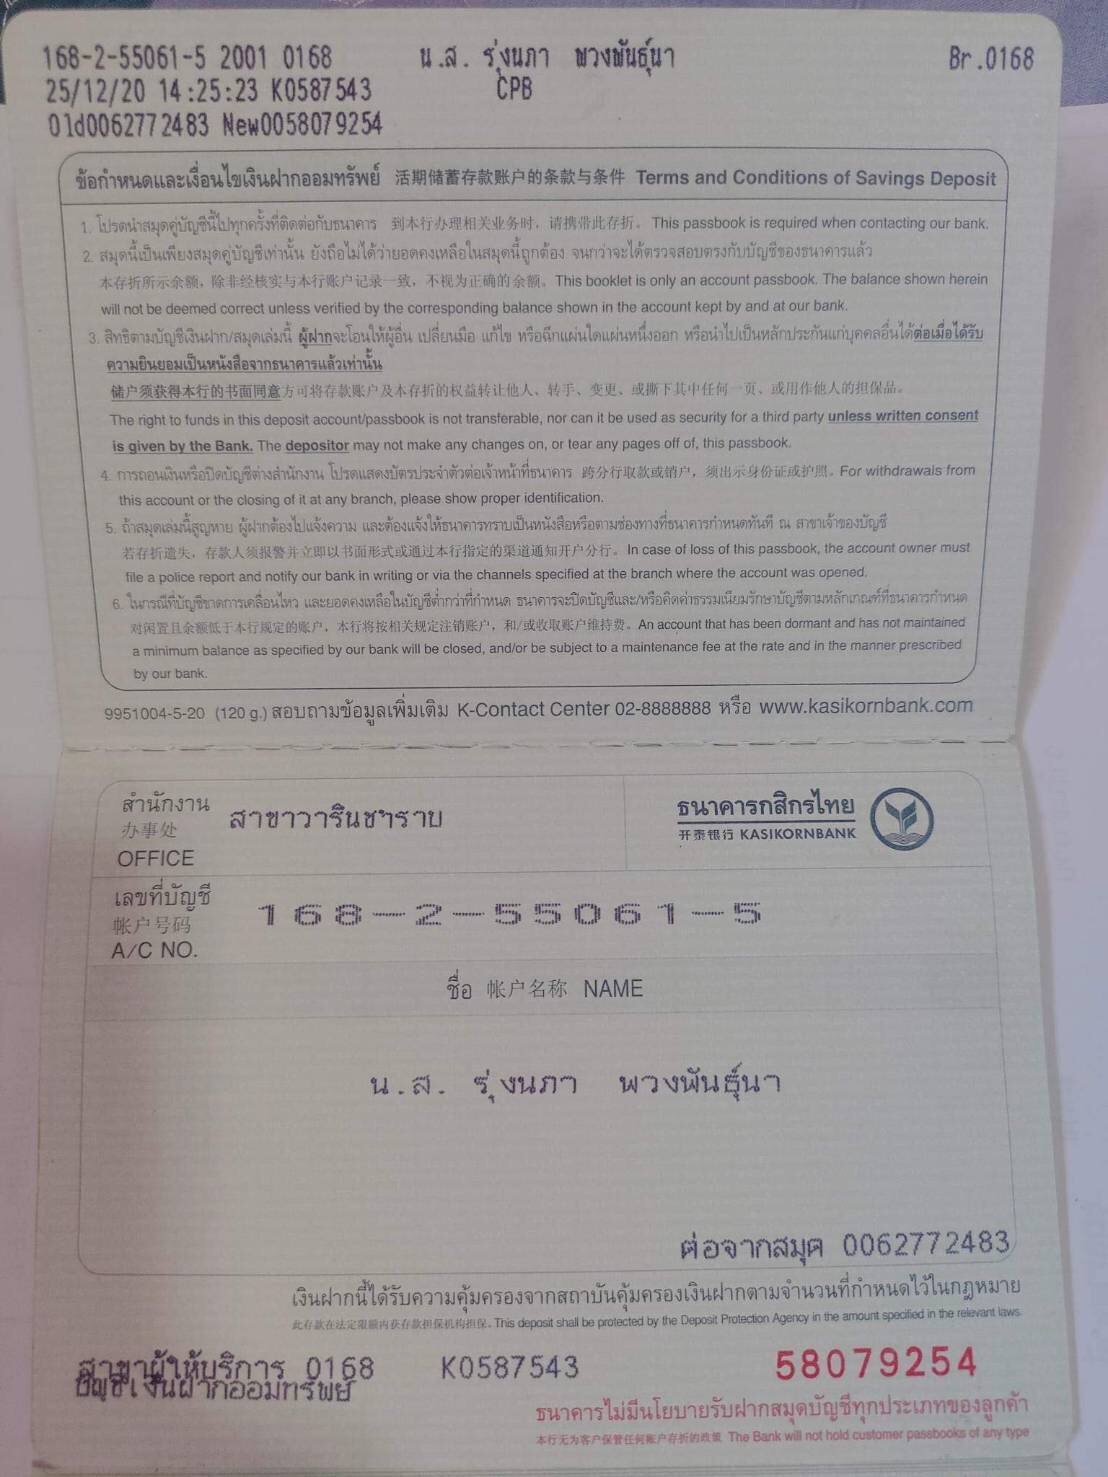 168-2-55061-5 2001 0168 น.ส. รุ่งนภา พวงพันธุ์นา Br.0168
25/12/20 14:25:23 K0587543 CPB
Old0062772483 New0058079254
ข้อกำหนดและเงื่อนไขเงินฝากออมทรัพย์ 活期储蓄存款账户的条款与条件 Terms and Conditions of Savings Deposit
1. โปรดนำสมุดคู่บัญชีนี้ไปทุกครั้งที่ติดต่อกับธนาคาร 到本行办理相关业务时，请携带此存折。This passbook is required when contacting our bank.
2. สมุดนี้เป็นเพียงสมุดคู่บัญชีเท่านั้น ยังถือไม่ได้ว่ายอดคงเหลือในสมุดนี้ถูกต้อง จนกว่าจะได้ตรวจสอบตรงกับบัญชีของธนาคารแล้ว
本存折所示余额，除非经核实与本行账户记录一致，不视为正确的余额。This booklet is only an account passbook. The balance shown herein
will not be deemed correct unless verified by the corresponding balance shown in the account kept by and at our bank.
3. สิทธิตามบัญชีเงินฝาก/สมุดเล่มนี้ ผู้ฝากจะโอนให้ผู้อื่น เปลี่ยนมือ แก้ไข หรือฉีกแผ่นใดแผ่นหนึ่งออก หรือนำไปเป็นหลักประกันแก่บุคคลอื่นได้ต่อเมื่อได้รับ
ความยินยอมเป็นหนังสือจากธนาคารแล้วเท่านั้น
储户须获得本行的书面同意方可将存款账户及本存折的权益转让他人、转手、变更、或撕下其中任何一页、或用作他人的担保品。
The right to funds in this deposit account/passbook is not transferable, nor can it be used as security for a third party unless written consent
is given by the Bank. The depositor may not make any changes on, or tear any pages off of, this passbook.
4. การถอนเงินหรือปิดบัญชีต่างสำนักงาน โปรดแสดงบัตรประจำตัวต่อเจ้าหน้าที่ธนาคาร 跨分行取款或销户，须出示身份证或护照。For withdrawals from
this account or the closing of it at any branch, please show proper identification.
5. ถ้าสมุดเล่มนี้สูญหาย ผู้ฝากต้องไปแจ้งความ และต้องแจ้งให้ธนาคารทราบเป็นหนังสือหรือตามช่องทางที่ธนาคารกำหนดทันที ณ สาขาเจ้าของบัญชี
若存折遗失，存款人须报警并立即以书面形式或通过本行指定的渠道通知开户分行。In case of loss of this passbook, the account owner must
file a police report and notify our bank in writing or via the channels specified at the branch where the account was opened.
6. ในกรณีที่บัญชีขาดการเคลื่อนไหว และยอดคงเหลือในบัญชีต่ำกว่าที่กำหนด ธนาคารจะปิดบัญชีและ/หรือคิดค่าธรรมเนียมรักษาบัญชีตามหลักเกณฑ์ที่ธนาคารกำหนด
对闲置且余额低于本行规定的账户，本行将按相关规定注销账户，和/或收取账户维持费。An account that has been dormant and has not maintained
a minimum balance as specified by our bank will be closed, and/or be subject to a maintenance fee at the rate and in the manner prescribed
by our bank.
9951004-5-20 (120 g.) สอบถามข้อมูลเพิ่มเติม K-Contact Center 02-8888888 หรือ www.kasikornbank.com
สำนักงาน
办事处
OFFICE
สาขาวารินชำราบ
ธนาคารกสิกรไทย
开泰银行 KASIKORNBANK
เลขที่บัญชี
帐户号码
A/C NO.
168-2-55061-5
ชื่อ 帐户名称 NAME
น.ส. รุ่งนภา พวงพันธุ์นา
ต่อจากสมุด 0062772483
เงินฝากนี้ได้รับความคุ้มครองจากสถาบันคุ้มครองเงินฝากตามจำนวนที่กำหนดไว้ในกฎหมาย
此存款在法定限额内获存款担保机构担保。This deposit shall be protected by the Deposit Protection Agency in the amount specified in the relevant laws
สาขาผู้ให้บริการ 0168 K0587543 58079254
บัญชีเงินฝากออมทรัพย์
ธนาคารไม่มีนโยบายรับฝากสมุดบัญชีทุกประเภทของลูกค้า
本行无为客户保管任何账户存折的政策 The Bank will not hold customer passbooks of any type